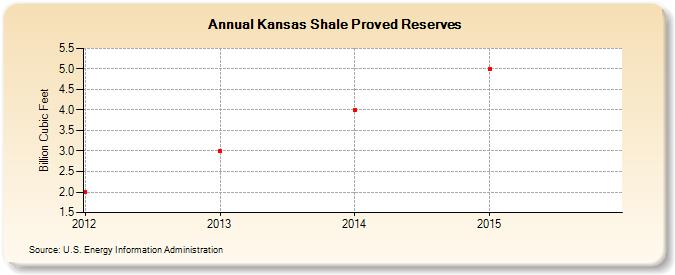 Annual Kansas Shale Proved Reserves
Billion Cubic Feet
5.5
5.0
4.5
4.0
3.5
3.0
2.5
2.0
1.5
2012 2013 2014 2015
Source: U.S. Energy Information Administration